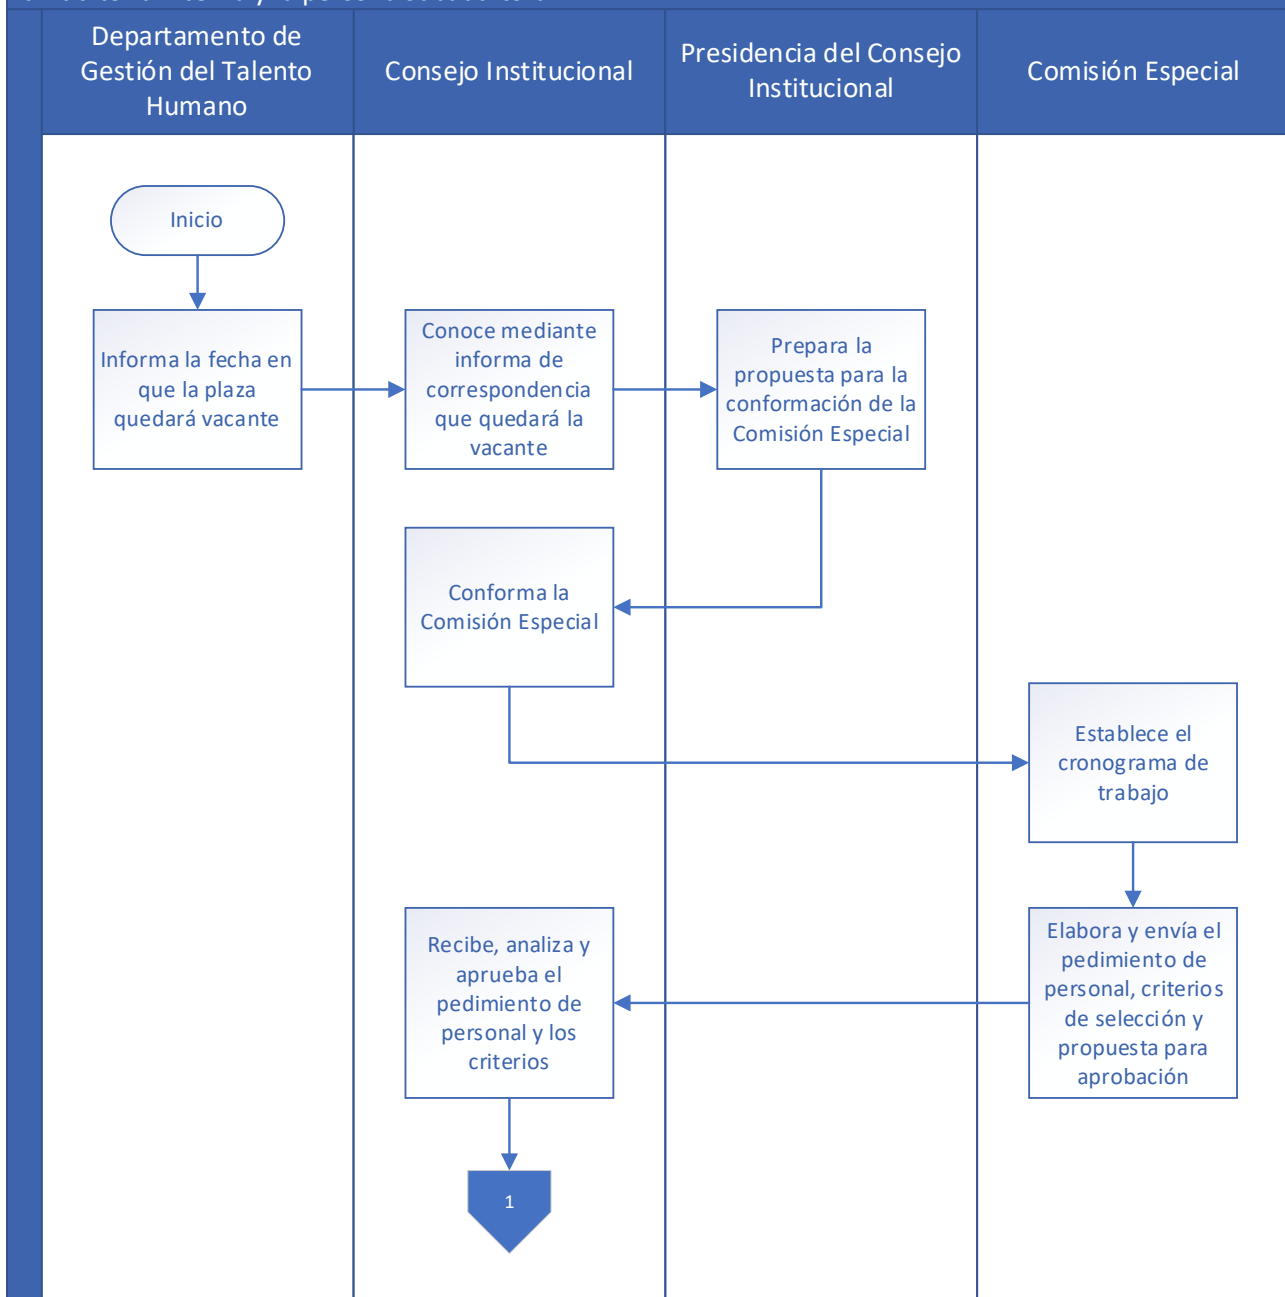 Departamento de
Gestión del Talento
Humano
Consejo Institucional
Presidencia del Consejo
Institucional
Comisión Especial
Inicio
Informa la fecha en
que la plaza
quedará vacante
Conoce mediante
informa de
correspondencia
que quedará la
vacante
Prepara la
propuesta para la
conformación de la
Comisión Especial
Conforma la
Comisión Especial
Establece el
cronograma de
trabajo
Elabora y envía el
pedimiento de
personal, criterios
de selección y
propuesta para
aprobación
Recibe, analiza y
aprueba el
pedimiento de
personal y los
criterios
1